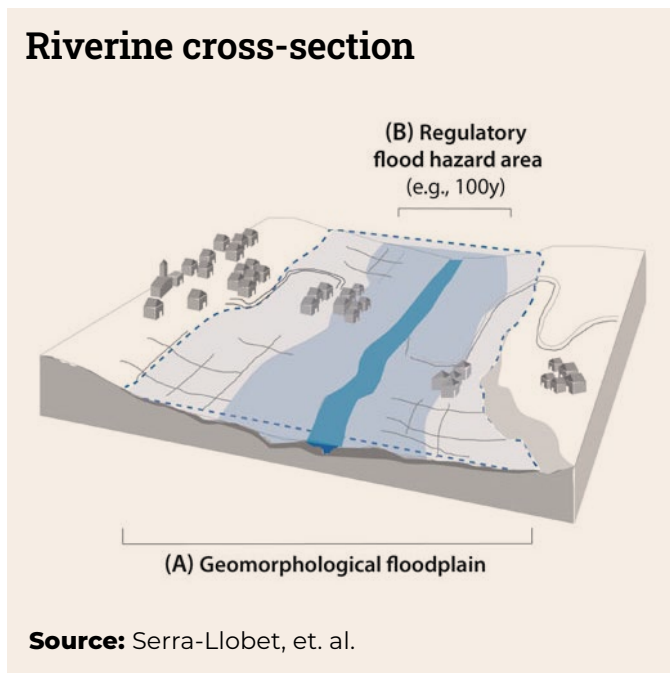 Riverine cross-section
(B) Regulatory
flood hazard area
(e.g., 100y)
(A) Geomorphological floodplain
Source: Serra-Llobet, et. al.